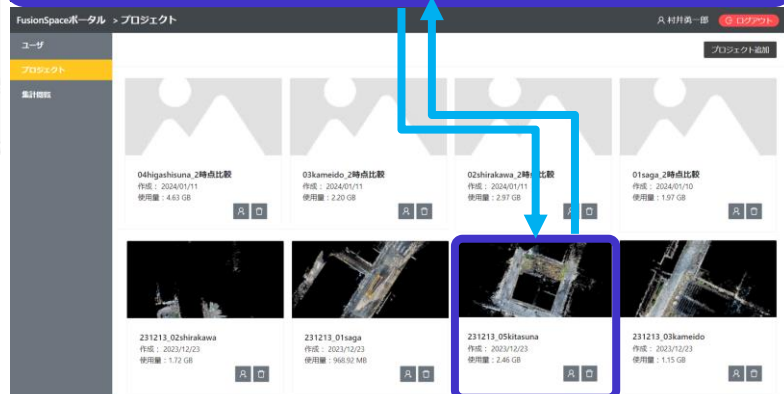 FusionSpaceポータル > プロジェクト
村井眞一郎
ログアウト
ユーザ
プロジェクト
集計閲覧
プロジェクト追加
04higashisuna_2時点比較
作成： 2024/01/11
使用量：4.63 GB
03kameido_2時点比較
作成： 2024/01/11
使用量：2.20 GB
02shirakawa_2時点比較
作成： 2024/01/11
使用量：2.97 GB
01saga_2時点比較
作成： 2024/01/10
使用量：1.97 GB
231213_02shirakawa
作成： 2023/12/23
使用量：1.72 GB
231213_01saga
作成： 2023/12/23
使用量：968.92 MB
231213_05kitasuna
作成： 2023/12/23
使用量：2.46 GB
231213_03kameido
作成： 2023/12/23
使用量：1.15 GB